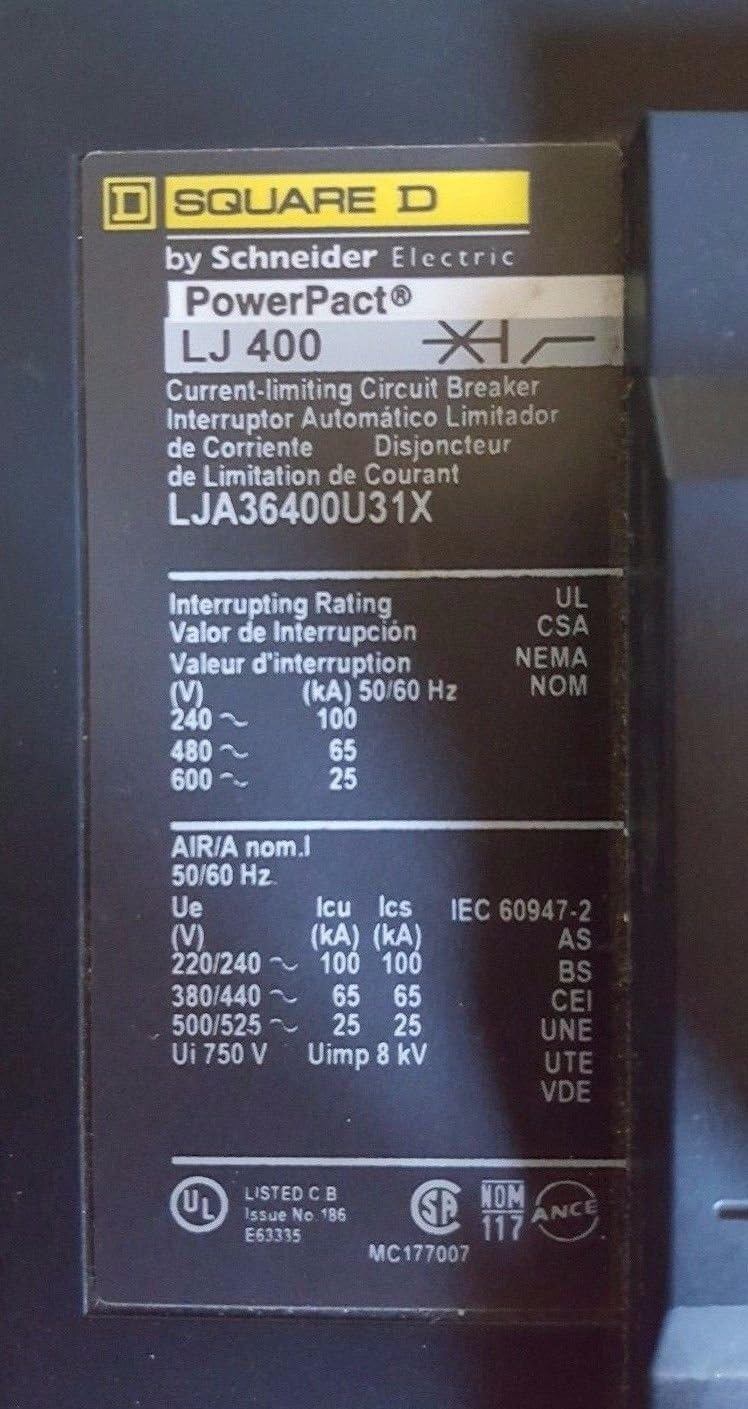 D SQUARE D
by Schneider Electric
PowerPact®
LJ 400
Current-limiting Circuit Breaker
Interruptor Automático Limitador
de Corriente Disjoncteur
de Limitation de Courant
LJA36400U31X
Interrupting Rating UL
Valor de Interrupción CSA
Valeur d'interruption NEMA
(V) (kA) 50/60 Hz NOM
240 ~ 100
480 ~ 65
600 ~ 25
AIR/A nom.I
50/60 Hz
Ue Icu Ics IEC 60947-2
(V) (kA) (kA) AS
220/240 ~ 100 100 BS
380/440 ~ 65 65 CEI
500/525 ~ 25 25 UNE
Ui 750 V Uimp 8 kV UTE
VDE
UL LISTED C B SA NOM ANCE
Issue No 186 117
E63335
MC177007